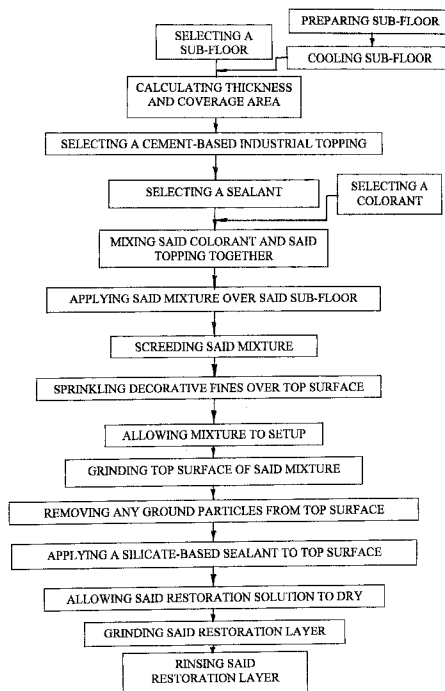 PREPARING SUB-FLOOR
SELECTING A
SUB-FLOOR
COOLING SUB-FLOOR
CALCULATING THICKNESS
AND COVERAGE AREA
SELECTING A CEMENT-BASED INDUSTRIAL TOPPING
SELECTING A SEALANT
SELECTING A
COLORANT
MIXING SAID COLORANT AND SAID
TOPPING TOGETHER
APPLYING SAID MIXTURE OVER SAID SUB-FLOOR
SCREEDING SAID MIXTURE
SPRINKLING DECORATIVE FINES OVER TOP SURFACE
ALLOWING MIXTURE TO SETUP
GRINDING TOP SURFACE OF SAID MIXTURE
REMOVING ANY GROUND PARTICLES FROM TOP SURFACE
APPLYING A SILICATE-BASED SEALANT TO TOP SURFACE
ALLOWING SAID RESTORATION SOLUTION TO DRY
GRINDING SAID RESTORATION LAYER
RINSING SAID
RESTORATION LAYER